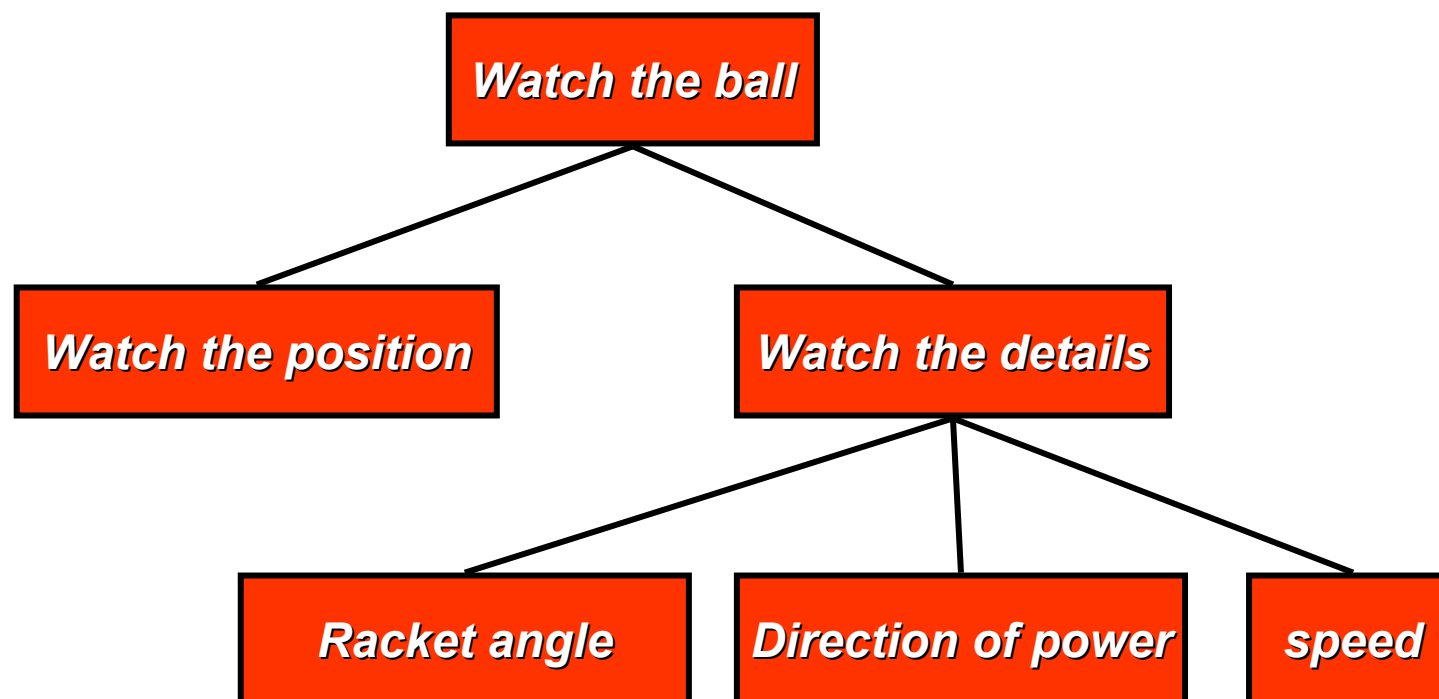 Watch the ball
Watch the position
Watch the details
Racket angle
Direction of power
speed